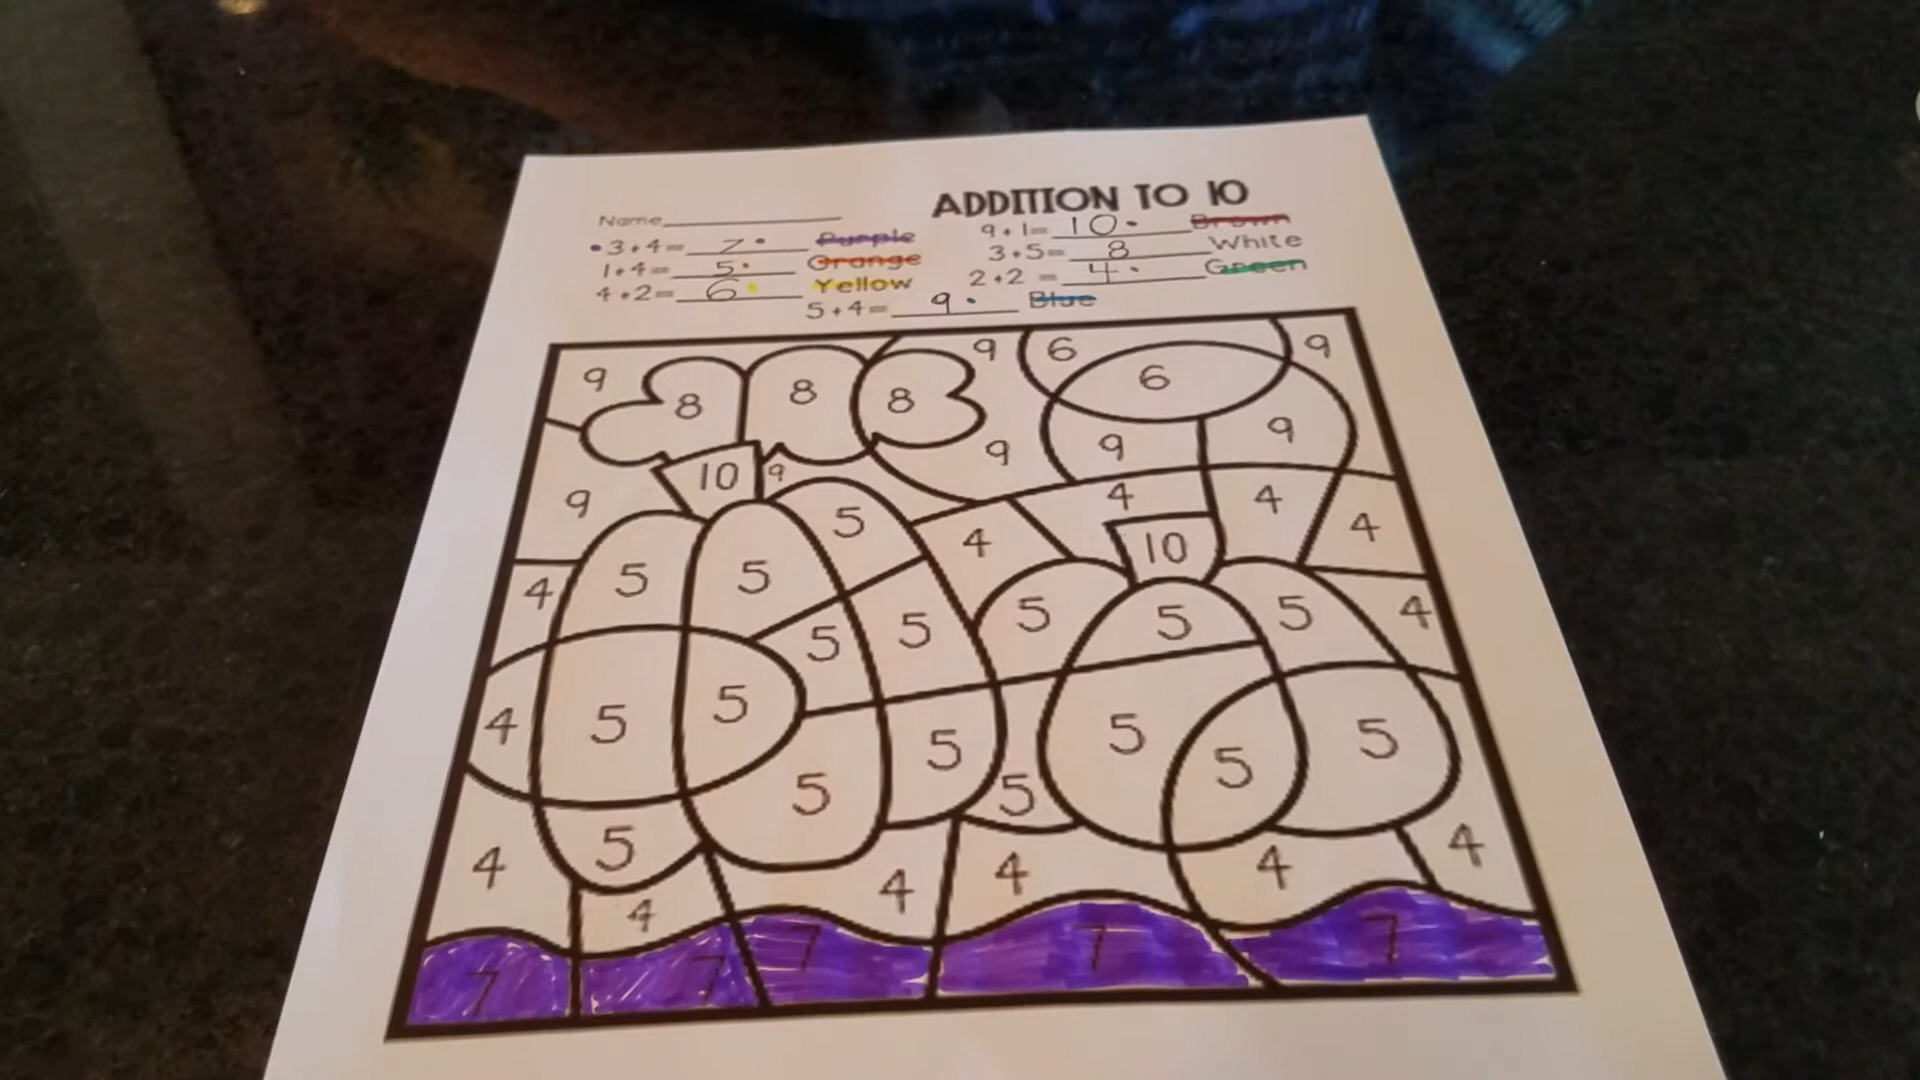 ADDITION TO 10
Name
3+4= 7 Purple
9+1= 10 Brown
1+4= 5 Orange
3+5= 8 White
4+2= 6 Yellow
2+2 = 4 Green
5+4= 9 Blue
9 8 8 8 9 6 6 9
9 10 9 9 9 9
5 4 4 4 4
4 5 5 10
5 5 5 5 5 4
4 5 5 5 5 5 5 5
5 5
4 5 4 4 4 4
4
7 7 7 7 7